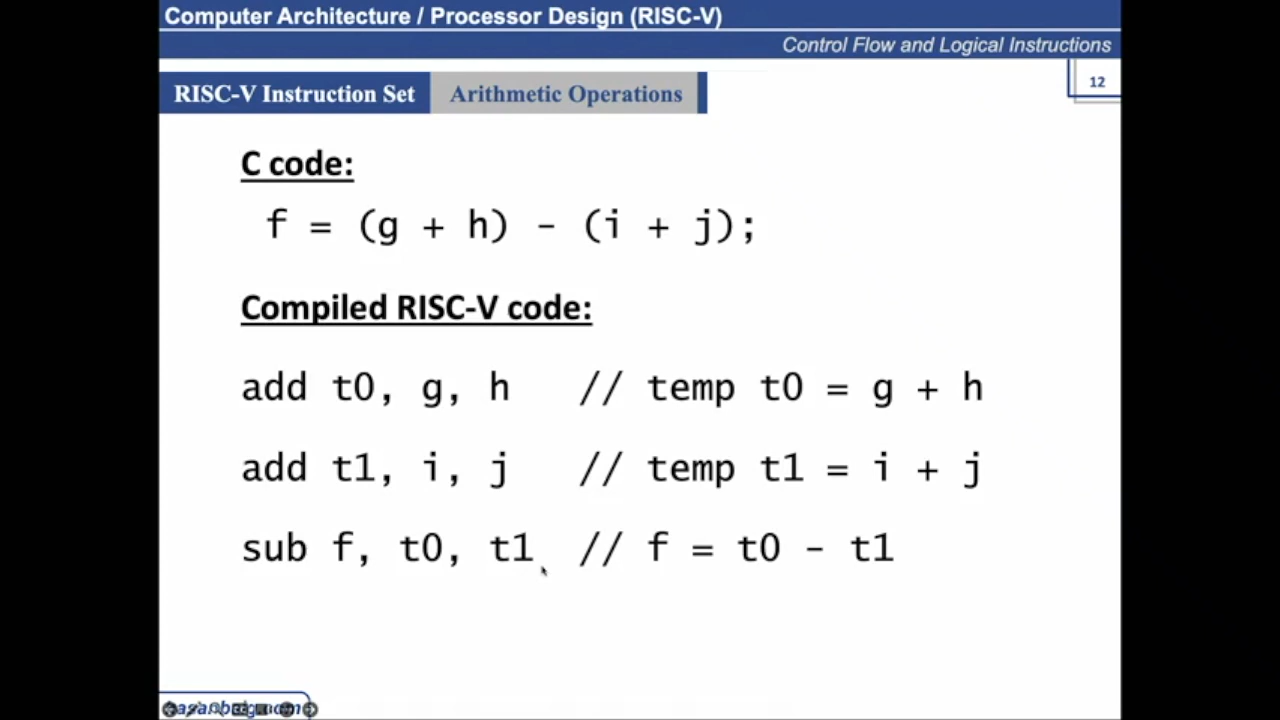 Computer Architecture / Processor Design (RISC-V)
Control Flow and Logical Instructions
RISC-V Instruction Set
Arithmetic Operations
12
C code:
f = (g + h) - (i + j);
Compiled RISC-V code:
add t0, g, h // temp t0 = g + h
add t1, i, j // temp t1 = i + j
sub f, t0, t1 // f = t0 - t1